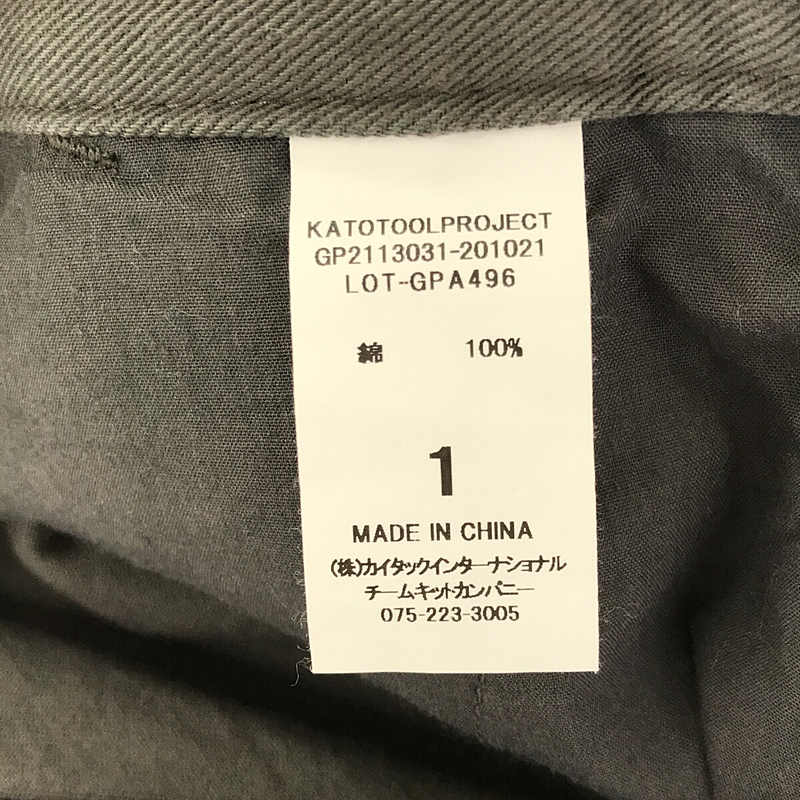 KATOTOOLPROJECT
GP2113031-201021
LOT-GPA496
綿 100%
1
MADE IN CHINA
(株)カイタックインターナショナル
チームキットカンパニー
075-223-3005